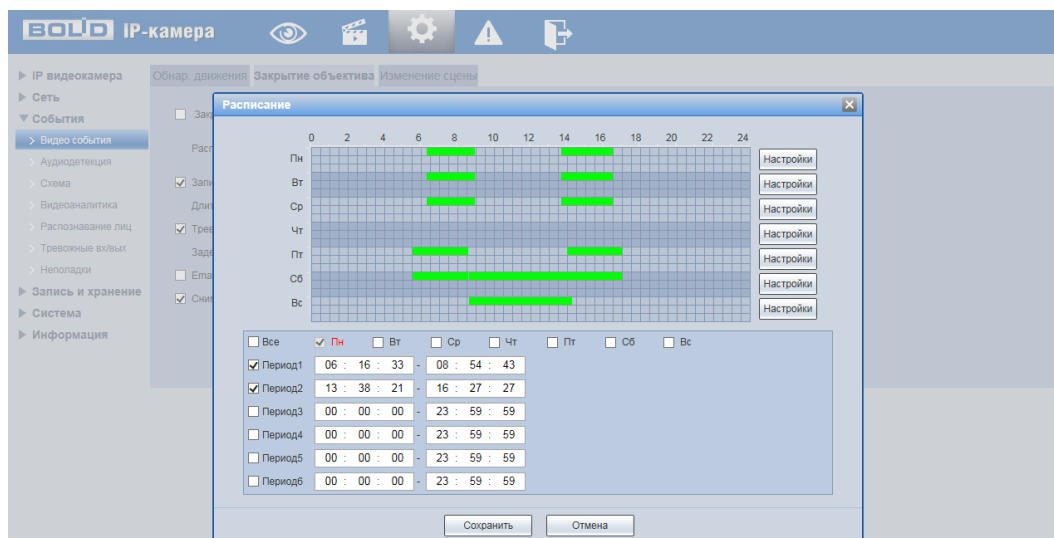 BOLID IP-камера
IP видеокамера
Сеть
События
Видео события
Аудиодетекция
Схема
Видеоаналитика
Распознавание лиц
Тревожные вх/вых
Неполадки
Запись и хранение
Система
Информация
Обнар. движения Закрытие объектива Изменение сцены
Расписание
0 2 4 6 8 10 12 14 16 18 20 22 24
Пн Настройки
Вт Настройки
Ср Настройки
Чт Настройки
Пт Настройки
Сб Настройки
Вс Настройки
Все Пн Вт Ср Чт Пт Сб Вс
Период1 06 : 16 : 33 - 08 : 54 : 43
Период2 13 : 38 : 21 - 16 : 27 : 27
Период3 00 : 00 : 00 - 23 : 59 : 59
Период4 00 : 00 : 00 - 23 : 59 : 59
Период5 00 : 00 : 00 - 23 : 59 : 59
Период6 00 : 00 : 00 - 23 : 59 : 59
Сохранить Отмена